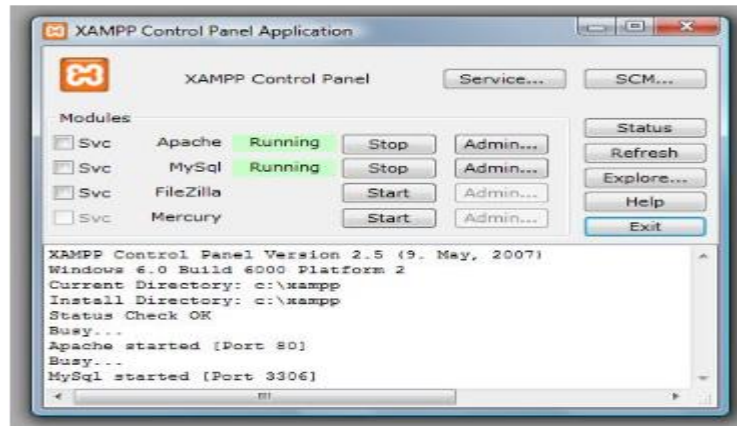 XAMPP Control Panel Application
XAMPP Control Panel Service... SCM...
Modules
Svc Apache Running Stop Admin...
Svc MySql Running Stop Admin...
Svc FileZilla Start Admin...
Svc Mercury Start Admin...
Status
Refresh
Explore...
Help
Exit
XAMPP Control Panel Version 2.5 (9. May, 2007)
Windows 6.0 Build 6000 Platform 2
Current Directory: c:\xampp
Install Directory: c:\xampp
Status Check OK
Busy...
Apache started [Port 80]
Busy...
MySql started [Port 3306]